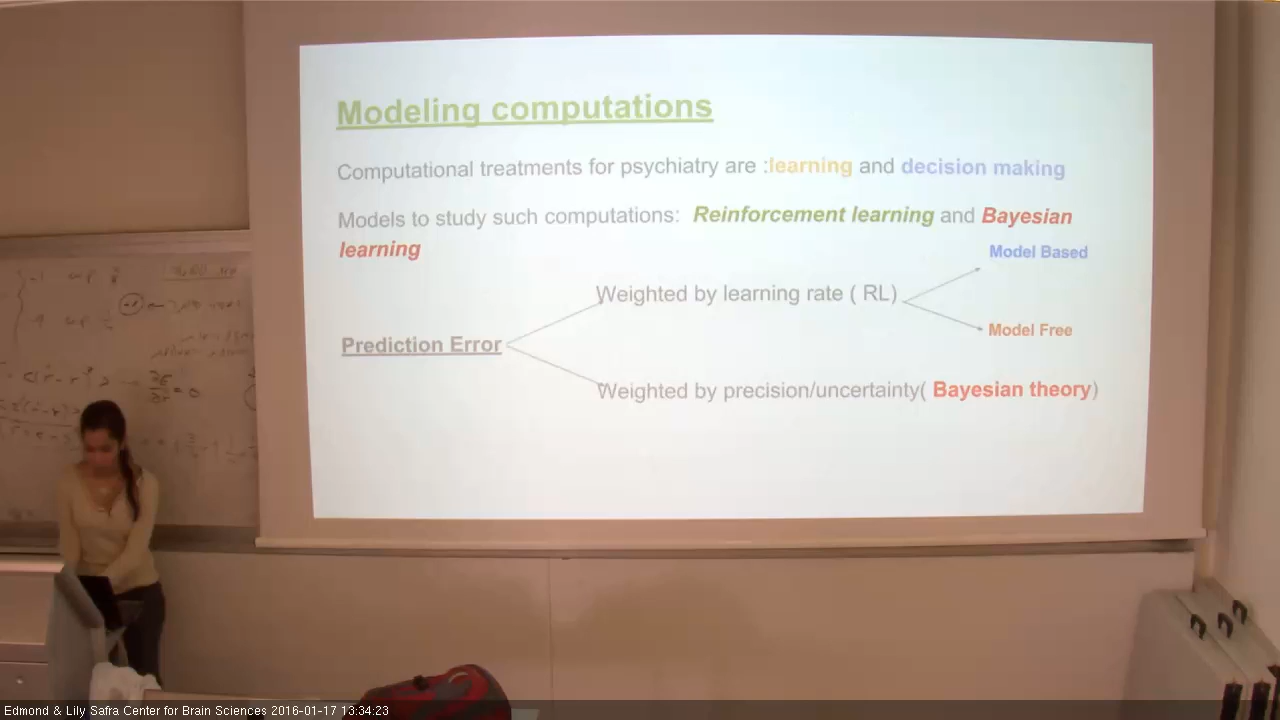 Modeling computations
Computational treatments for psychiatry are :learning and decision making
Models to study such computations: Reinforcement learning and Bayesian
learning
Model Based
Weighted by learning rate ( RL)
Model Free
Prediction Error
Weighted by precision/uncertainty( Bayesian theory)
Edmond & Lily Safra Center for Brain Sciences 2016-01-17 13:34:23